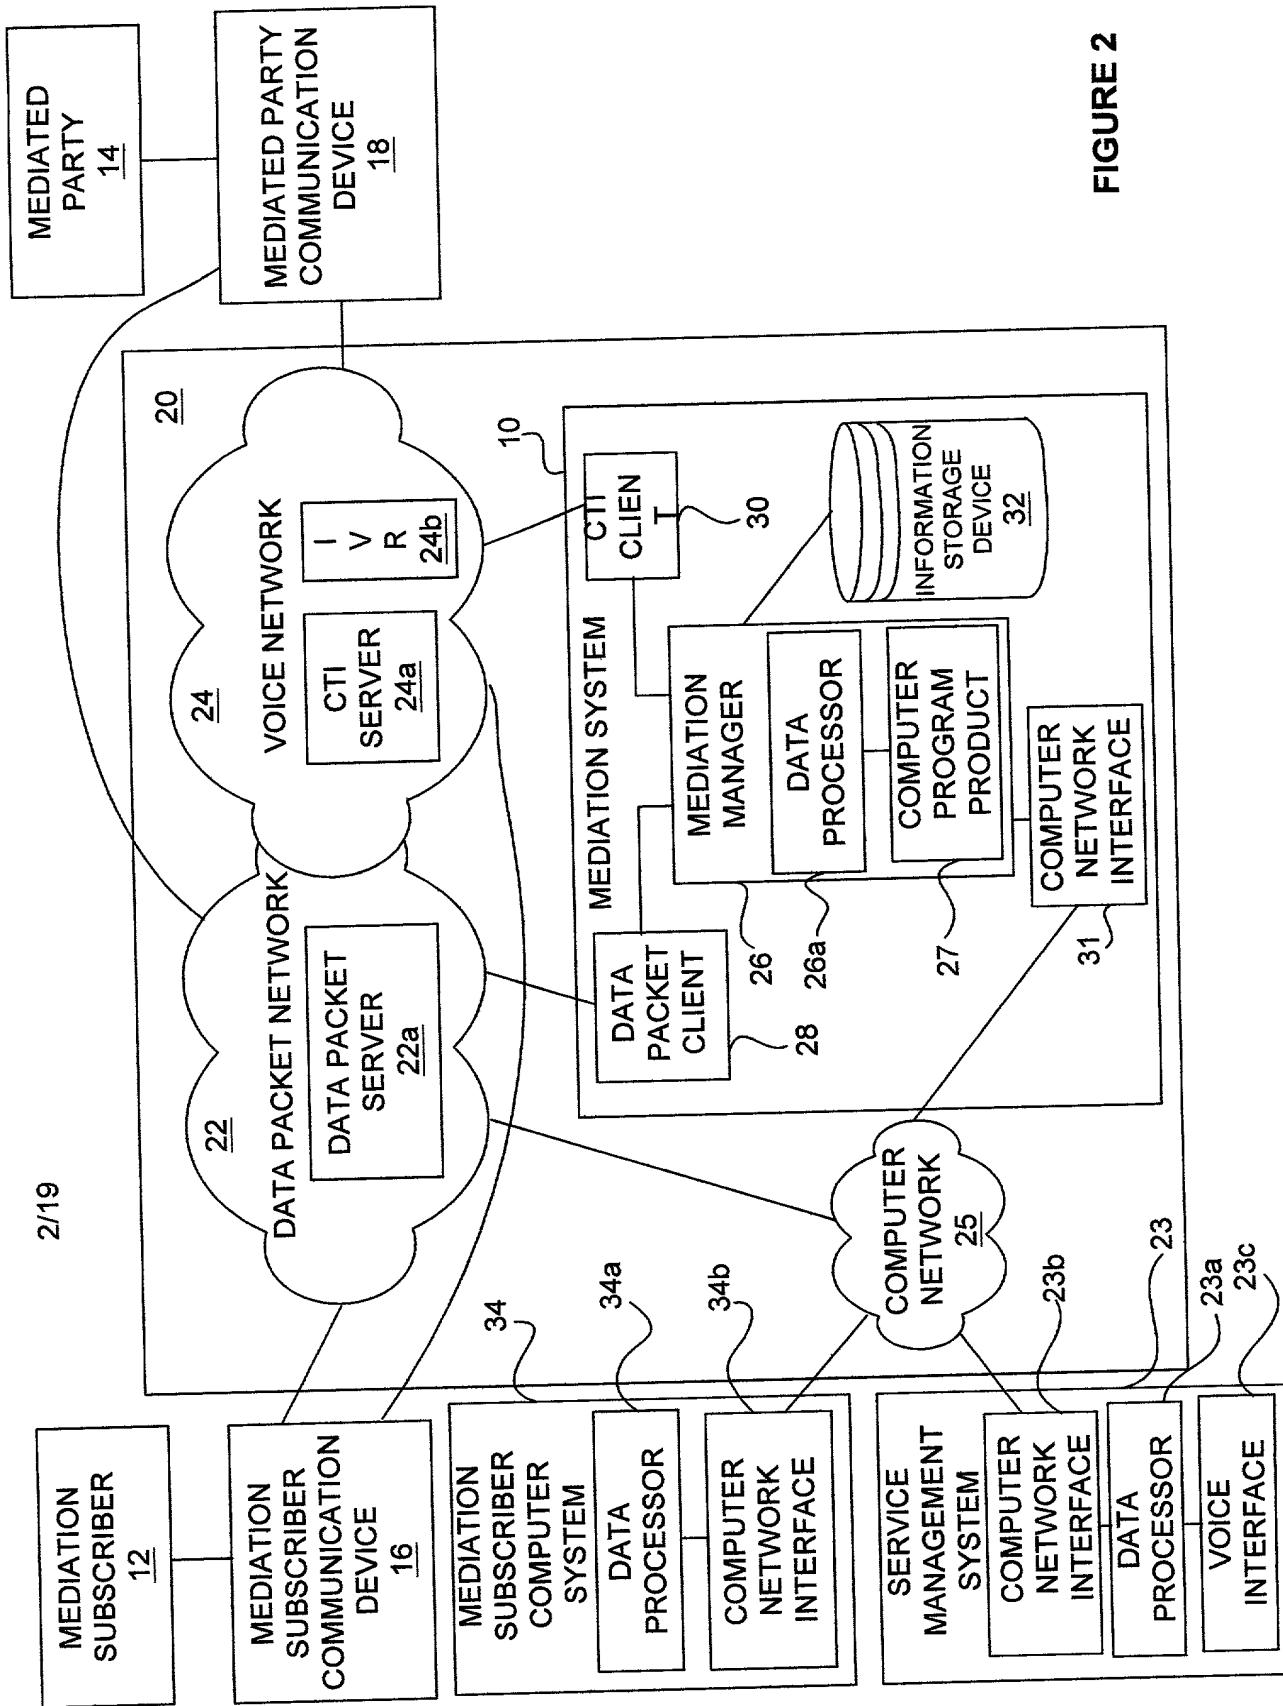 2/19
MEDIATION
SUBSCRIBER
12
MEDIATION
SUBSCRIBER
COMMUNICATION
DEVICE
16
MEDIATED
PARTY
14
MEDIATED PARTY
COMMUNICATION
DEVICE
18
20
22
DATA PACKET NETWORK
DATA PACKET
SERVER
22a
24
VOICE NETWORK
CTI
SERVER
24a
I
V
R
24b
10
MEDIATION SYSTEM
DATA
PACKET
CLIENT
28
CTI
CLIEN
T
30
MEDIATION
MANAGER
26
DATA
PROCESSOR
26a
COMPUTER
PROGRAM
PRODUCT
27
INFORMATION
STORAGE
DEVICE
32
COMPUTER
NETWORK
INTERFACE
31
COMPUTER
NETWORK
25
MEDIATION
SUBSCRIBER
COMPUTER
SYSTEM
34
DATA
PROCESSOR
34a
COMPUTER
NETWORK
INTERFACE
34b
SERVICE
MANAGEMENT
SYSTEM
23
COMPUTER
NETWORK
INTERFACE
23b
DATA
PROCESSOR
23a
VOICE
INTERFACE
23c
FIGURE 2